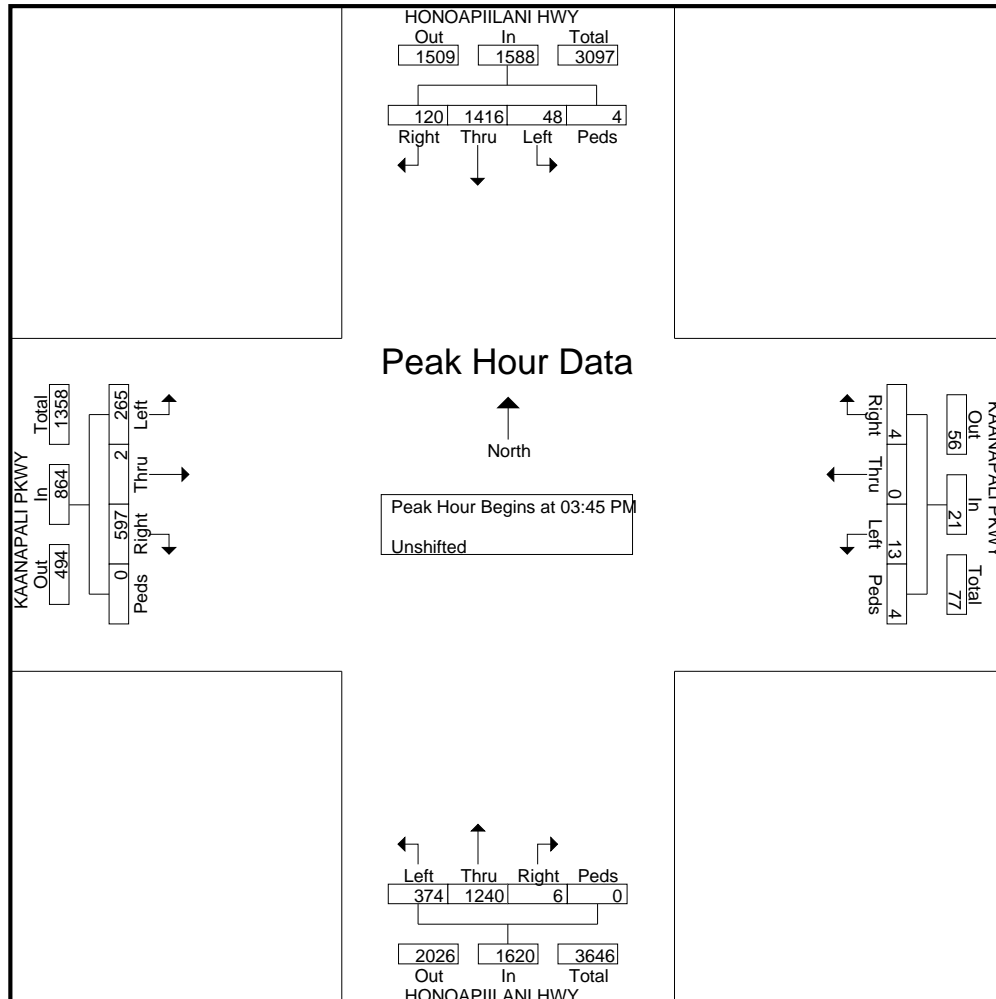 HONOAPIILANI HWY
Out In Total
1509 1588 3097
120 1416 48 4
Right Thru Left Peds
Peak Hour Data
North
Peak Hour Begins at 03:45 PM
Unshifted
KAANAPALI PKWY
Out In Total
494 864 1358
265 2 597 0
Left Thru Right Peds
KAANAPALI PKWY
Out In Total
56 21 77
4 0 13 4
Right Thru Left Peds
Left Thru Right Peds
374 1240 6 0
2026 1620 3646
Out In Total
HONOAPIILANI HWY